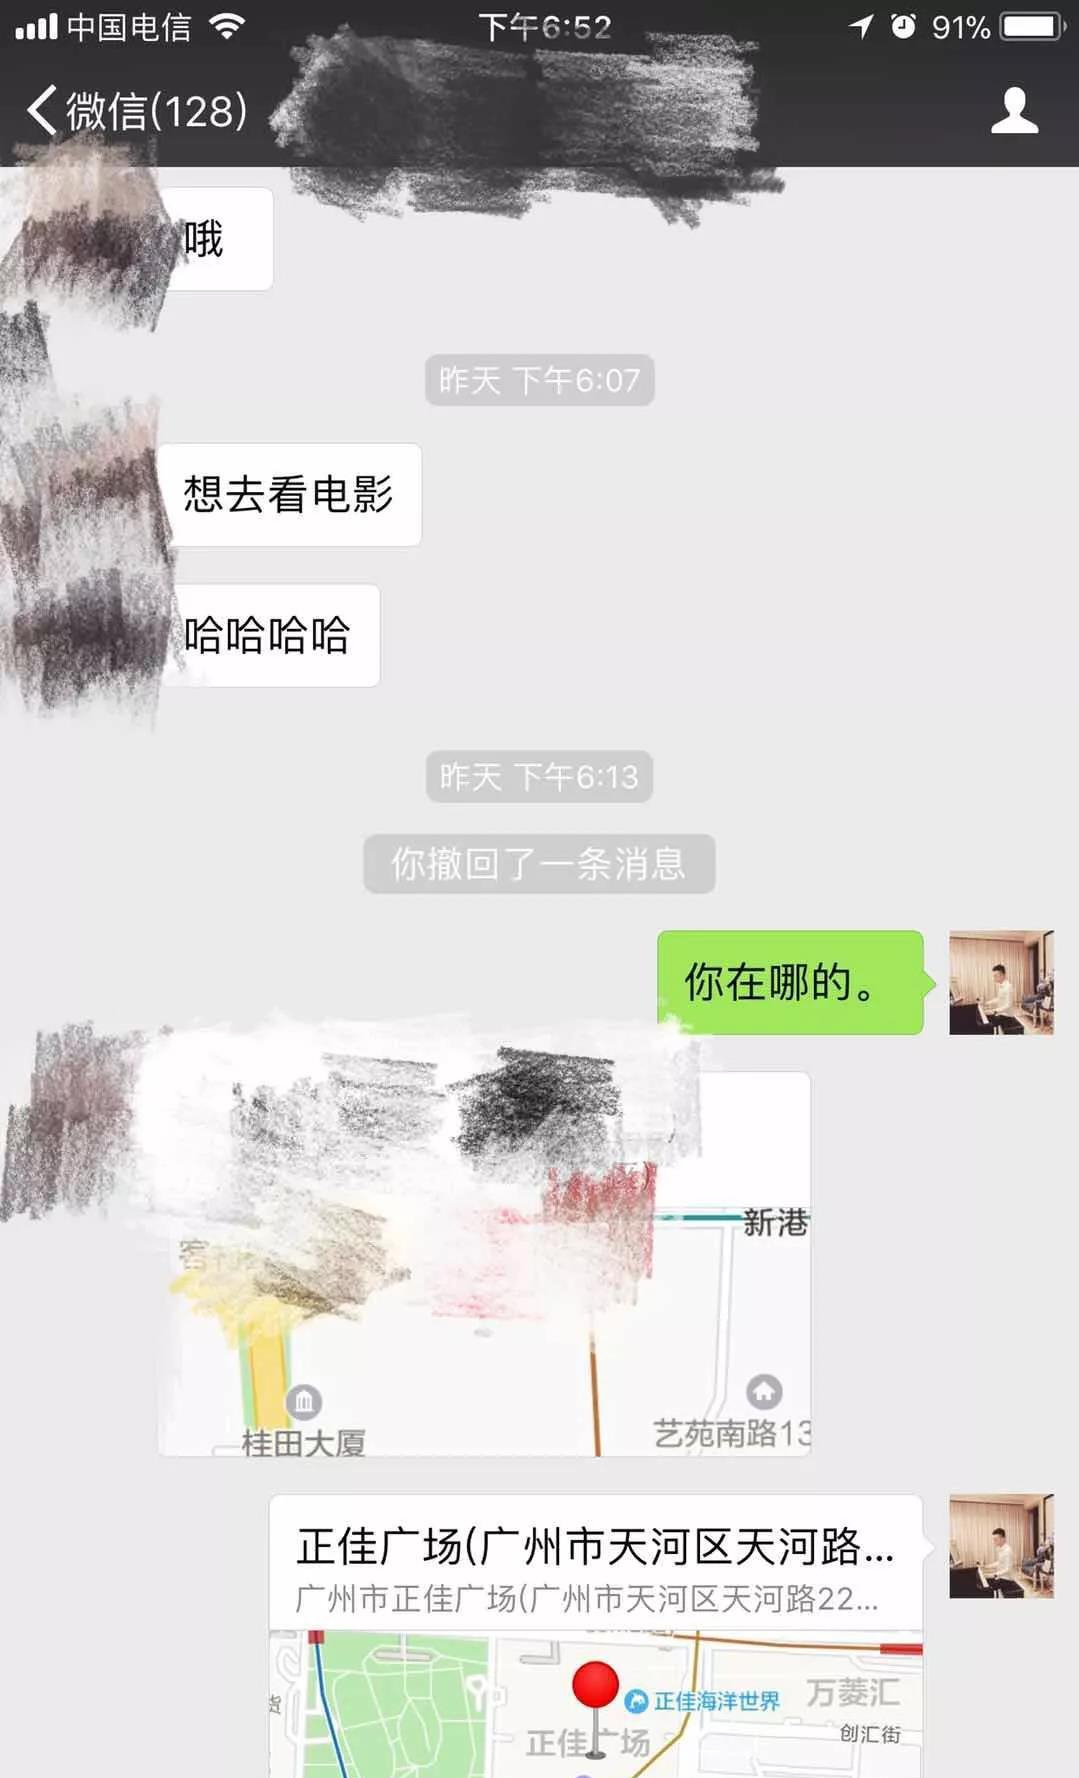 中国电信
下午6:52
91%
微信(128)
哦
昨天 下午6:07
想去看电影
哈哈哈哈
昨天 下午6:13
你撤回了一条消息
你在哪的。
新港
桂田大厦
艺苑南路13
正佳广场(广州市天河区天河路...
广州市正佳广场(广州市天河区天河路22...
正佳海洋世界
万菱汇
正佳广场
创汇街